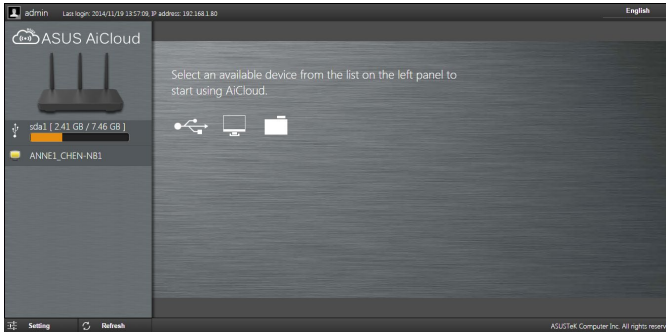 admin Last login: 2014/11/19 13:57:09, IP address: 192.168.1.80
English
ASUS AiCloud
Select an available device from the list on the left panel to
start using AiCloud.
sda1 [ 2.41 GB / 7.46 GB ]
ANNE1_CHEN-NB1
Setting
Refresh
ASUSTeK Computer Inc. All rights reserv